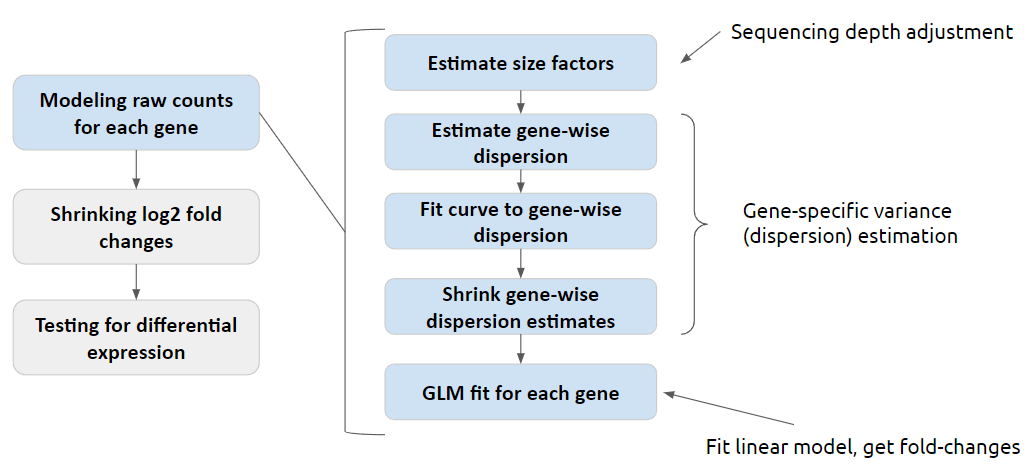 Modeling raw counts
for each gene
Shrinking log2 fold
changes
Testing for differential
expression
Estimate size factors
Estimate gene-wise
dispersion
Fit curve to gene-wise
dispersion
Shrink gene-wise
dispersion estimates
GLM fit for each gene
Sequencing depth adjustment
Gene-specific variance
(dispersion) estimation
Fit linear model, get fold-changes